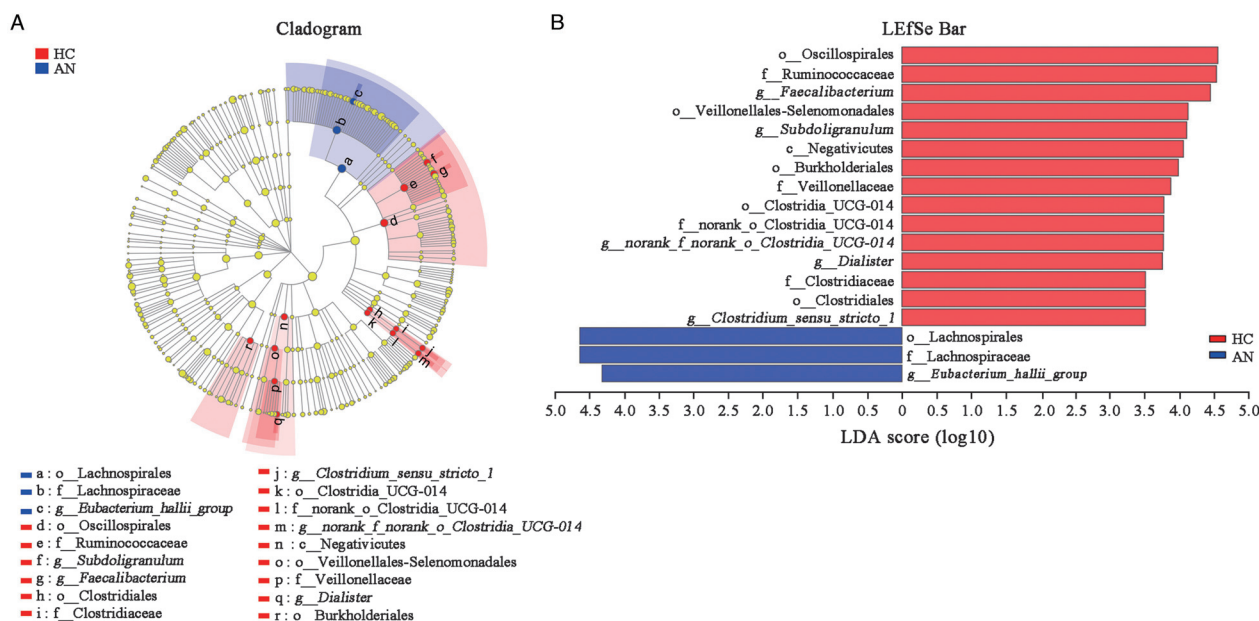 A
Cladogram
HC
AN
a
b
c
d
e
f
g
h
i
j
k
l
m
n
o
p
q
r
a : o__Lachnospirales
b : f__Lachnospiraceae
c : g__Eubacterium_hallii_group
d : o__Oscillospirales
e : f__Ruminococcaceae
f : g__Subdoligranulum
g : g__Faecalibacterium
h : o__Clostridiales
i : f__Clostridiaceae
j : g__Clostridium_sensu_stricto_1
k : o__Clostridia_UCG-014
l : f__norank_o_Clostridia_UCG-014
m : g__norank_f_norank_o_Clostridia_UCG-014
n : c__Negativicutes
o : o__Veillonellales-Selenomonadales
p : f__Veillonellaceae
q : g__Dialister
r : o__Burkholderiales
B
LEfSe Bar
o__Oscillospirales
f__Ruminococcaceae
g__Faecalibacterium
o__Veillonellales-Selenomonadales
g__Subdoligranulum
c__Negativicutes
o__Burkholderiales
f__Veillonellaceae
o__Clostridia_UCG-014
f__norank_o_Clostridia_UCG-014
g__norank_f_norank_o_Clostridia_UCG-014
g__Dialister
f__Clostridiaceae
o__Clostridiales
g__Clostridium_sensu_stricto_1
o__Lachnospirales
f__Lachnospiraceae
g__Eubacterium_hallii_group
HC
AN
5.0 4.5 4.0 3.5 3.0 2.5 2.0 1.5 1.0 0.5 0 0.5 1.0 1.5 2.0 2.5 3.0 3.5 4.0 4.5 5.0
LDA score (log10)